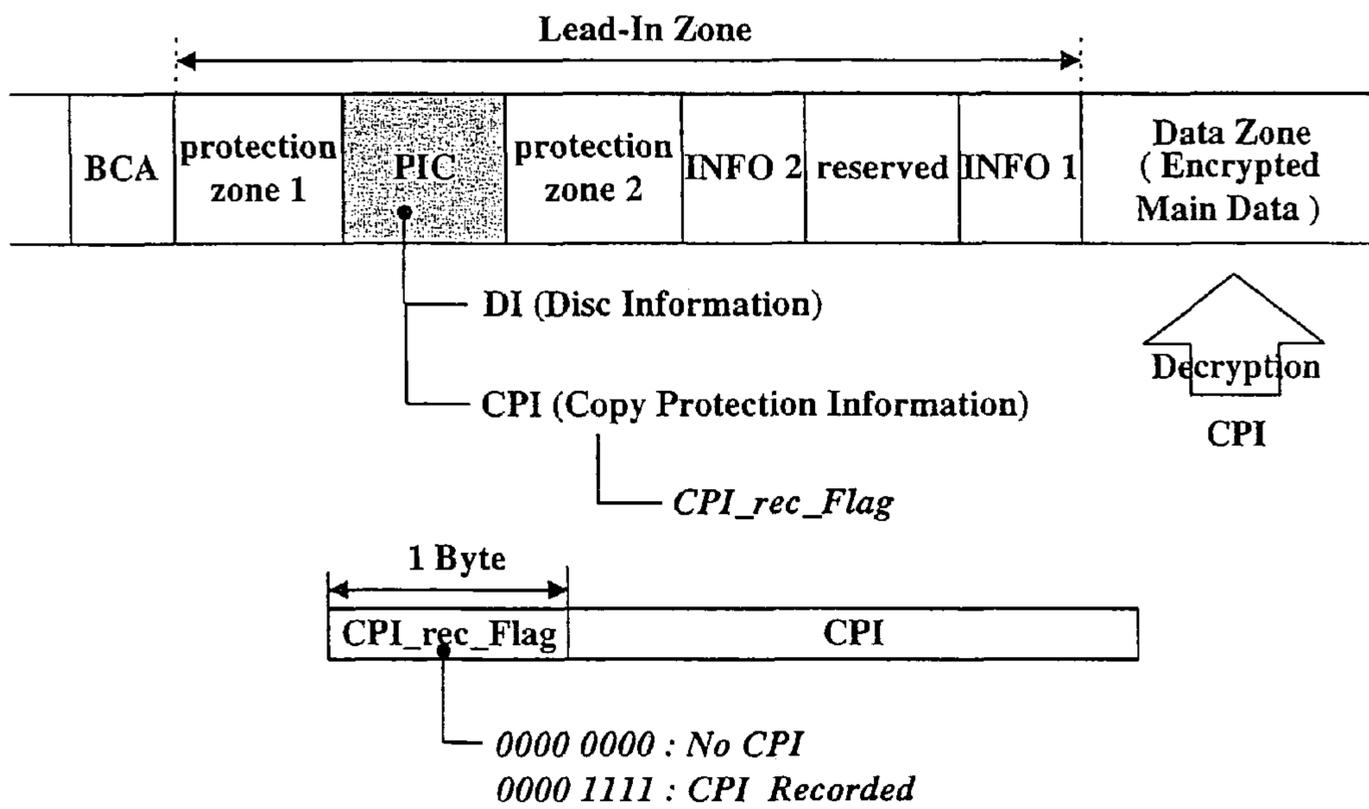 Lead-In Zone
BCA
protection
zone 1
PIC
protection
zone 2
INFO 2
reserved
INFO 1
Data Zone
( Encrypted
Main Data )
DI (Disc Information)
CPI (Copy Protection Information)
CPI_rec_Flag
Decryption
CPI
1 Byte
CPI_rec_Flag
CPI
0000 0000 : No CPI
0000 1111 : CPI Recorded